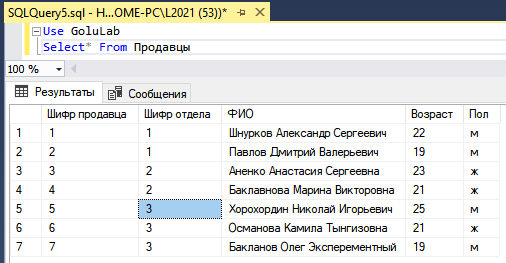 SQLQuery5.sql - H...OME-PC\L2021 (53))*
Use GoluLab
Select* From Продавцы
100 %
Результаты Сообщения
Шифр продавца Шифр отдела ФИО Возраст Пол
1 1 1 Шнурков Александр Сергеевич 22 м
2 2 1 Павлов Дмитрий Валерьевич 19 м
3 3 2 Аненко Анастасия Сергеевна 23 ж
4 4 2 Баклавнова Марина Викторовна 21 ж
5 5 3 Хорохордин Николай Игорьевич 25 м
6 6 3 Османова Камила Тынгизовна 21 ж
7 7 3 Бакланов Олег Эксперементный 19 м